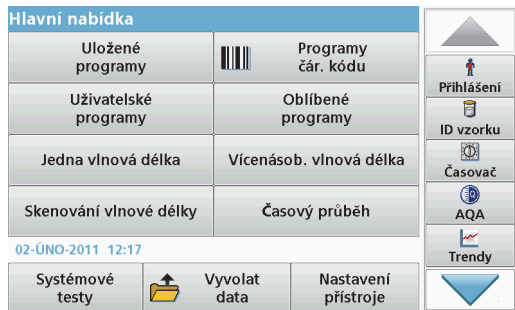 Hlavní nabídka
Uložené
programy
Programy
čár. kódu
Uživatelské
programy
Oblíbené
programy
Jedna vlnová délka
Vícenásob. vlnová délka
Skenování vlnové délky
Časový průběh
02-ÚNO-2011 12:17
Systémové
testy
Vyvolat
data
Nastavení
přístroje
Přihlášení
ID vzorku
Časovač
AQA
Trendy